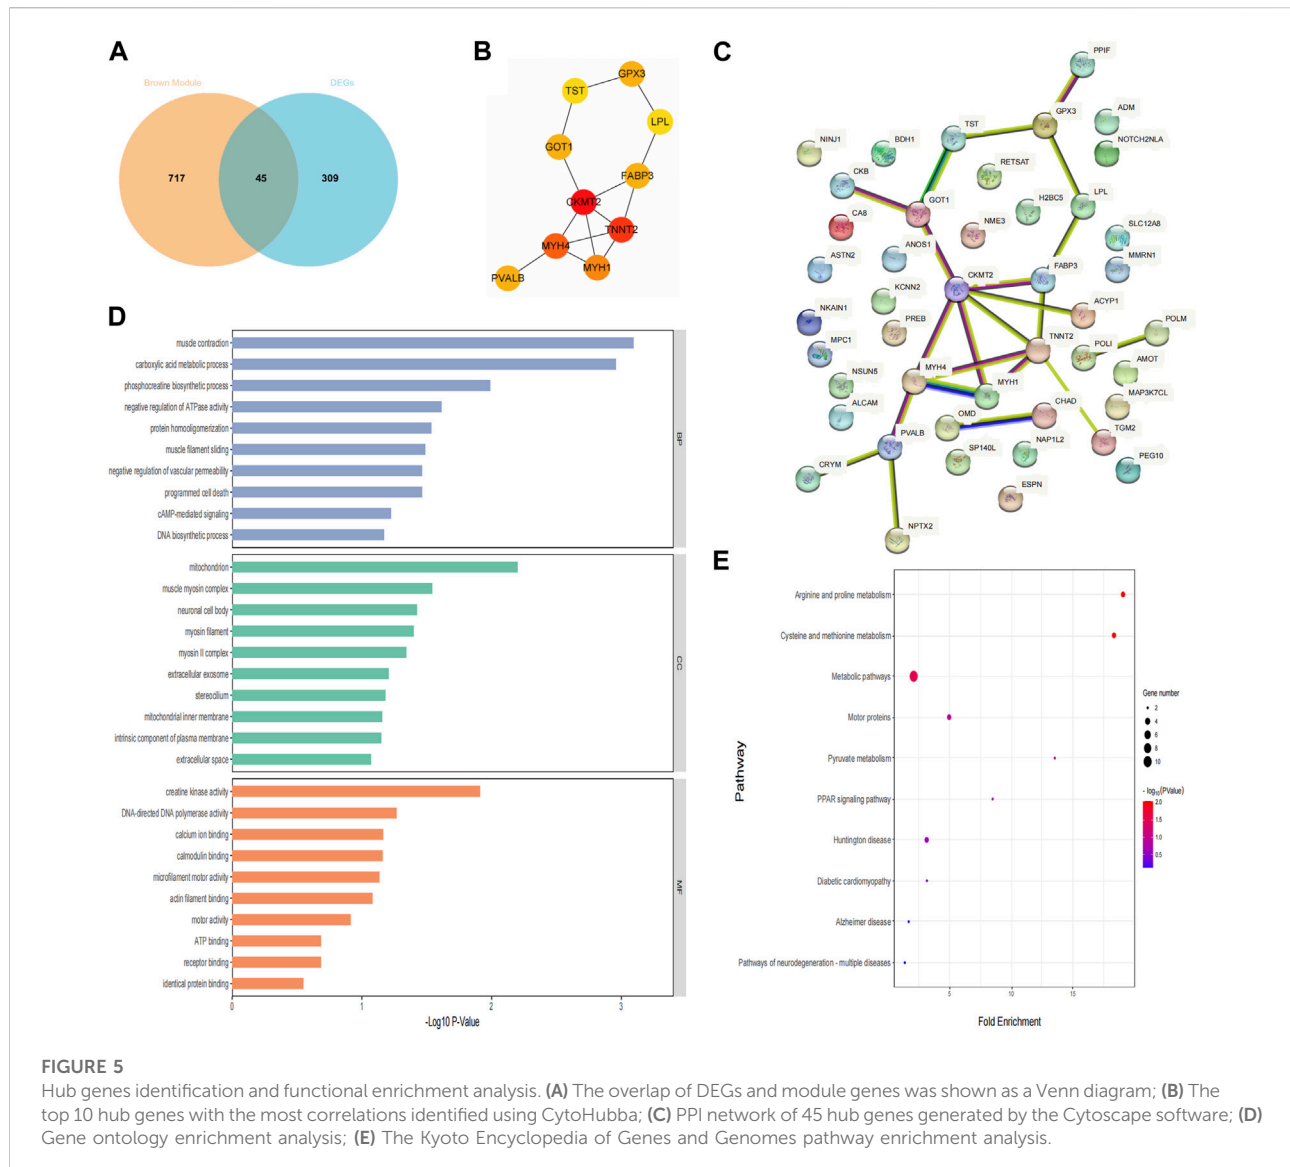 A
Brown Module
DEGs
717
45
309
B
GPX3
TST
LPL
GOT1
FABP3
CKMT2
TNNT2
MYH4
MYH1
PVALB
C
PPIF
GPX3
ADM
TST
NOTCH2NLA
NINJ1
BDH1
RETSAT
CKB
LPL
GOT1
H2BC5
CA8
NME3
SLC12A8
ANOS1
MMRN1
ASTN2
CKMT2
FABP3
KCNN2
ACYP1
NKAIN1
PREB
POLM
TNNT2
MPC1
POLI
AMOT
MYH4
NSUN5
MYH1
MAP3K7CL
ALCAM
OMD
CHAD
TGM2
PVALB
SP140L
NAP1L2
PEG10
CRYM
ESPN
NPTX2
D
muscle contraction
carboxylic acid metabolic process
phosphocreatine biosynthetic process
negative regulation of ATPase activity
protein homooligomerization
muscle filament sliding
negative regulation of vascular permeability
programmed cell death
cAMP-mediated signaling
DNA biosynthetic process
BP
mitochondrion
muscle myosin complex
neuronal cell body
myosin filament
myosin II complex
extracellular exosome
stereocilium
mitochondrial inner membrane
intrinsic component of plasma membrane
extracellular space
CC
creatine kinase activity
DNA-directed DNA polymerase activity
calcium ion binding
calmodulin binding
microfilament motor activity
actin filament binding
motor activity
ATP binding
receptor binding
identical protein binding
MF
0 1 2 3
-Log10 P-Value
E
Arginine and proline metabolism
Cysteine and methionine metabolism
Metabolic pathways
Motor proteins
Pyruvate metabolism
PPAR signaling pathway
Huntington disease
Diabetic cardiomyopathy
Alzheimer disease
Pathways of neurodegeneration - multiple diseases
Pathway
5 10 15
Fold Enrichment
Gene number
2
4
6
8
10
- log10(PValue)
2.0
1.5
1.0
0.5
FIGURE 5
Hub genes identification and functional enrichment analysis. (A) The overlap of DEGs and module genes was shown as a Venn diagram; (B) The
top 10 hub genes with the most correlations identified using CytoHubba; (C) PPI network of 45 hub genes generated by the Cytoscape software; (D)
Gene ontology enrichment analysis; (E) The Kyoto Encyclopedia of Genes and Genomes pathway enrichment analysis.